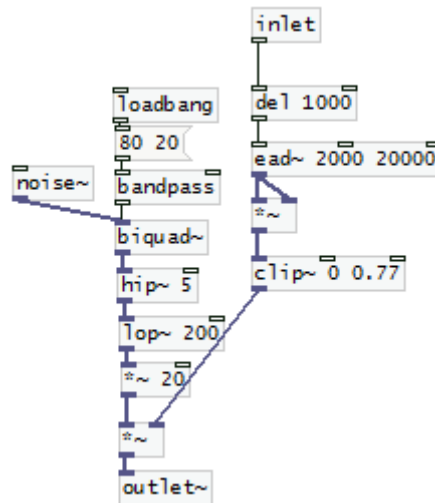 inlet
loadbang
del 1000
80 20
ead~ 2000 20000
noise~
bandpass
*~
biquad~
hip~ 5
clip~ 0 0.77
lop~ 200
*~ 20
*~
outlet~